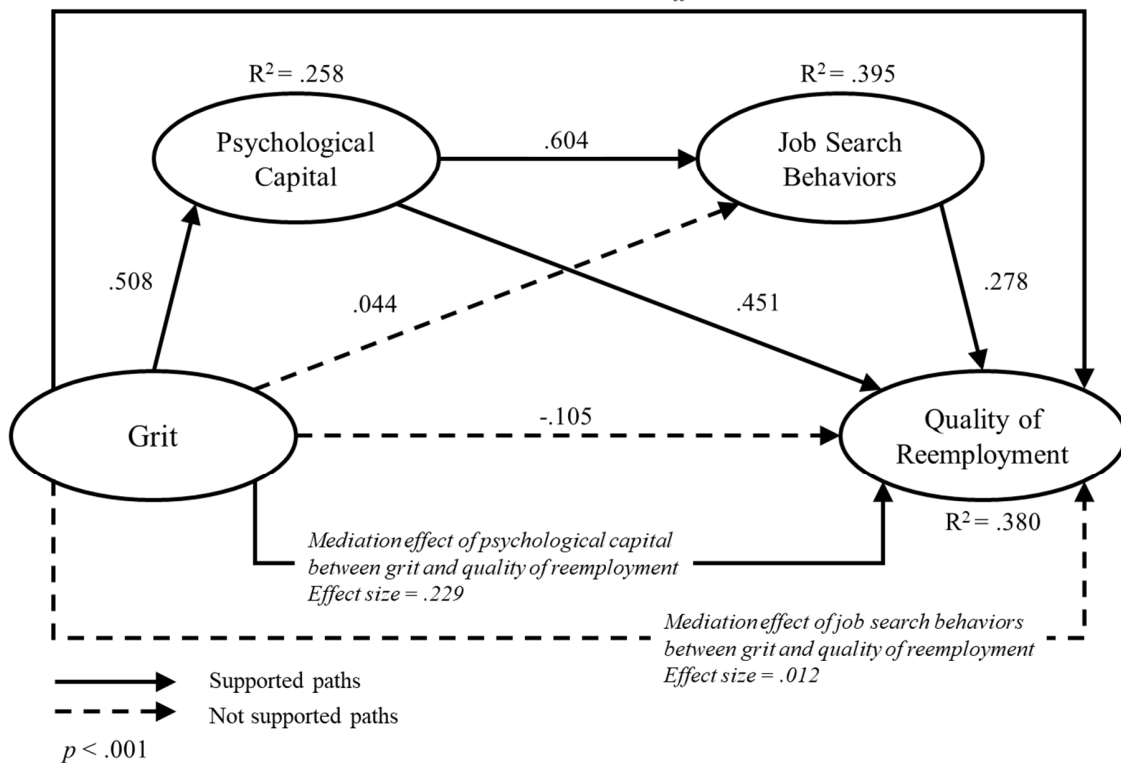 R² = .258
R² = .395
Psychological
Capital
.604
Job Search
Behaviors
.508
.044
.451
.278
Grit
-.105
Quality of
Reemployment
R² = .380
Mediation effect of psychological capital
between grit and quality of reemployment
Effect size = .229
Mediation effect of job search behaviors
between grit and quality of reemployment
Effect size = .012
Supported paths
Not supported paths
p < .001